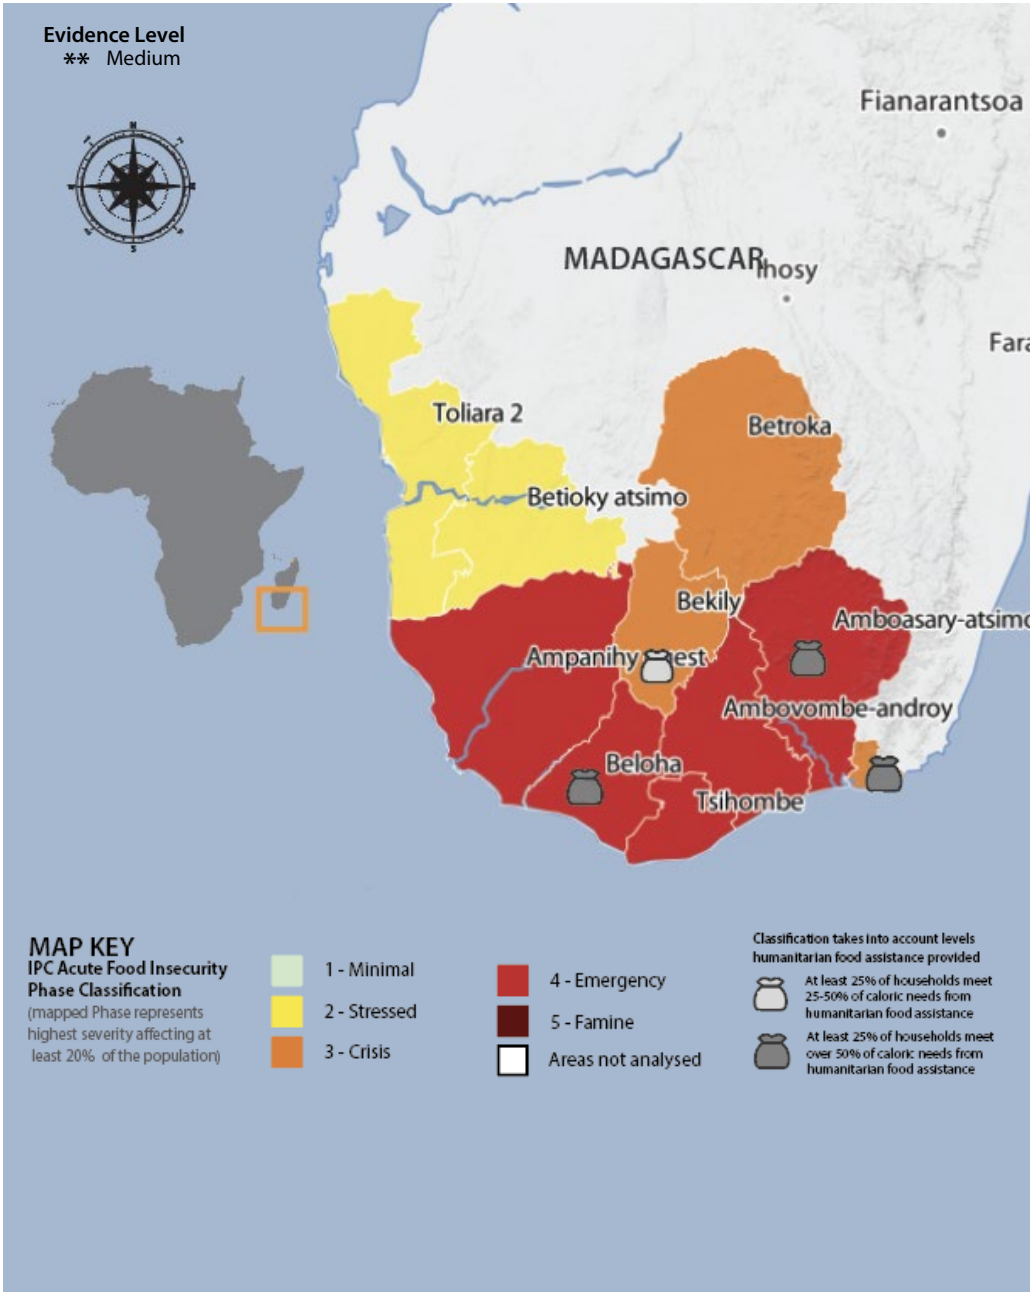 Evidence Level
** Medium
Fianarantsoa
MADAGASCAR
Ihosy
Fara
Toliara 2
Betroka
Betioky atsimo
Bekily
Amboasary-atsimo
Ampanihy est
Ambovombe-androy
Beloha
Tsihombe
MAP KEY
IPC Acute Food Insecurity
Phase Classification
(mapped Phase represents
highest severity affecting at
least 20% of the population)
1 - Minimal
2 - Stressed
3 - Crisis
4 - Emergency
5 - Famine
Areas not analysed
Classification takes into account levels
humanitarian food assistance provided
At least 25% of households meet
25-50% of caloric needs from
humanitarian food assistance
At least 25% of households meet
over 50% of caloric needs from
humanitarian food assistance